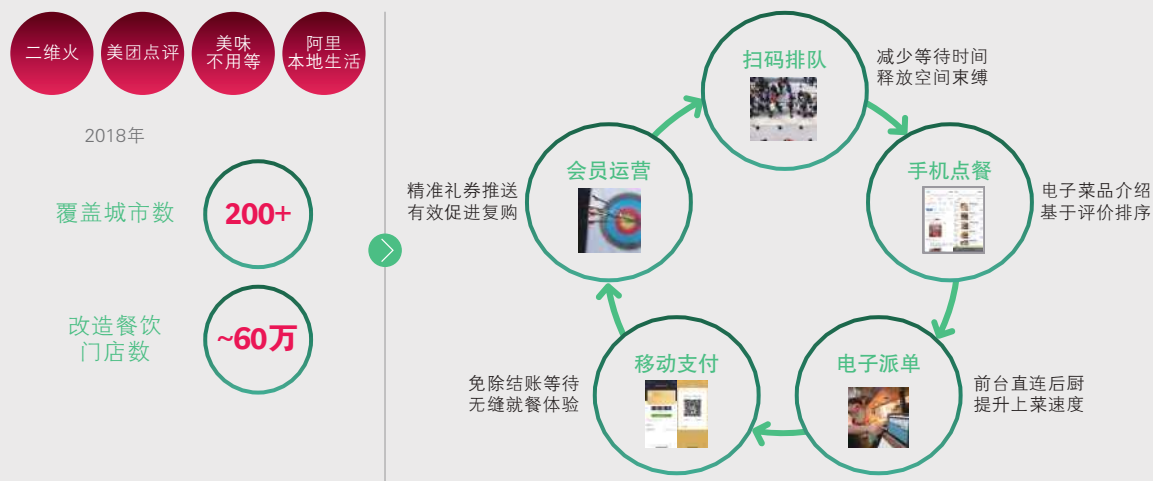 二维火
美团点评
美味
不用等
阿里
本地生活
2018年
覆盖城市数
200+
改造餐饮
门店数
~60万
扫码排队
减少等待时间
释放空间束缚
手机点餐
电子菜品介绍
基于评价排序
电子派单
前台直连后厨
提升上菜速度
移动支付
免除结账等待
无缝就餐体验
会员运营
精准礼券推送
有效促进复购